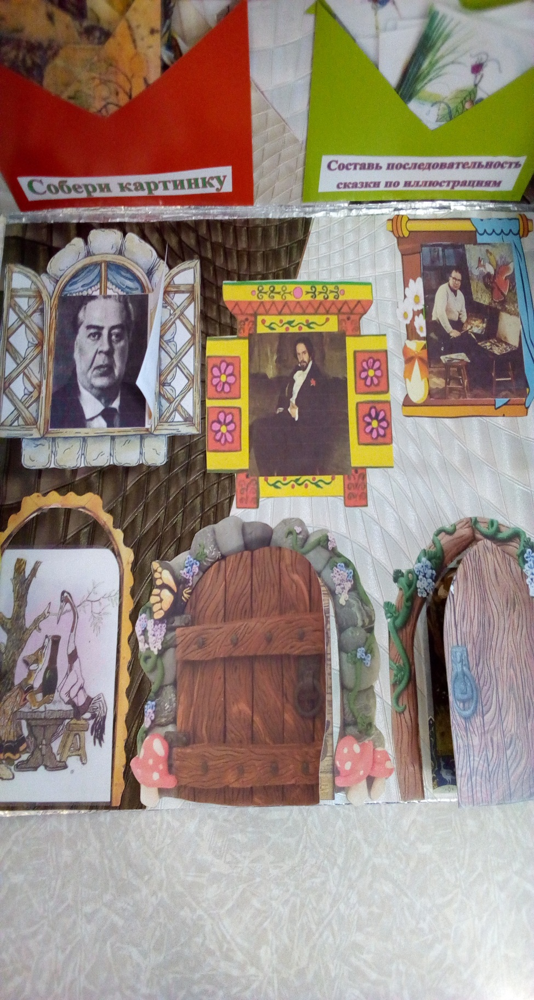 Собери картинку
Составь последовательность
сказки по иллюстрациям